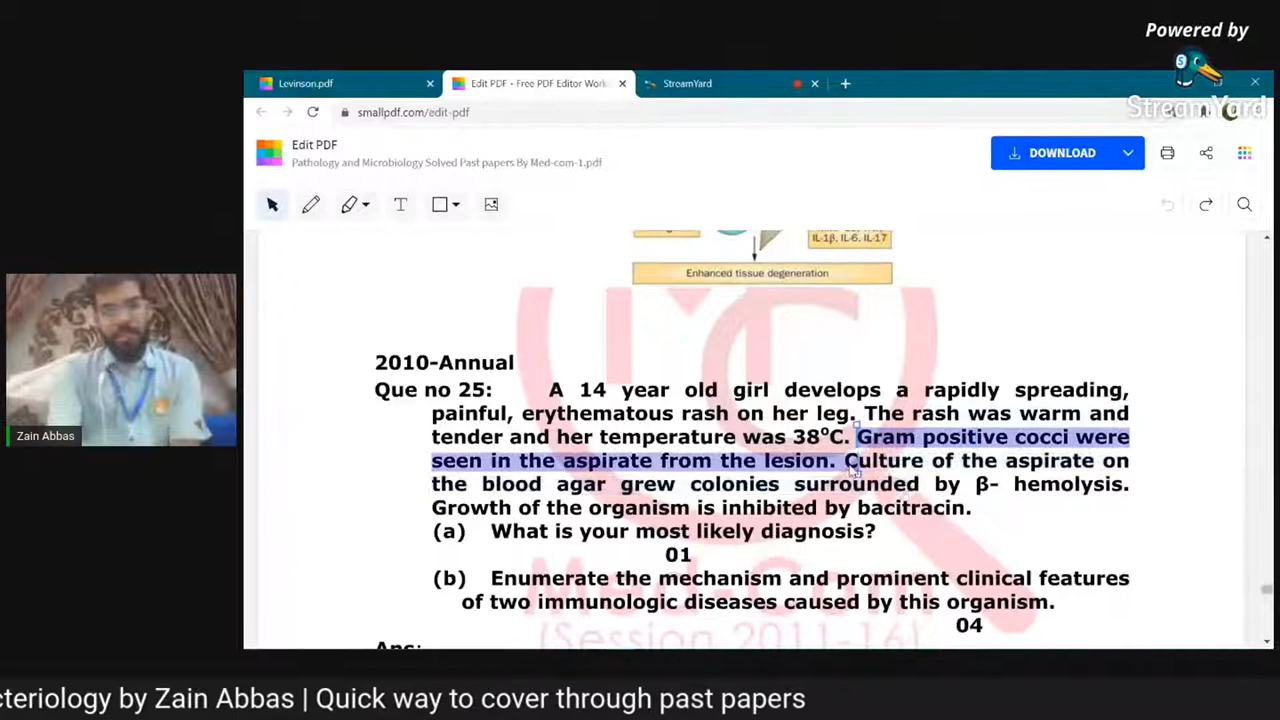 Powered by
StreamYard
Levinson.pdf
Edit PDF - Free PDF Editor Work
StreamYard
smallpdf.com/edit-pdf
Edit PDF
Pathology and Microbiology Solved Past papers By Med-com-1.pdf
DOWNLOAD
IL-1β, IL-6, IL-17
Enhanced tissue degeneration
2010-Annual
Que no 25: A 14 year old girl develops a rapidly spreading,
painful, erythematous rash on her leg. The rash was warm and
tender and her temperature was 38°C. Gram positive cocci were
seen in the aspirate from the lesion. Culture of the aspirate on
the blood agar grew colonies surrounded by β- hemolysis.
Growth of the organism is inhibited by bacitracin.
(a) What is your most likely diagnosis?
01
(b) Enumerate the mechanism and prominent clinical features
of two immunologic diseases caused by this organism.
04
Med-Com
(Session 2011-16)
Ans:
Zain Abbas
cteriology by Zain Abbas | Quick way to cover through past papers